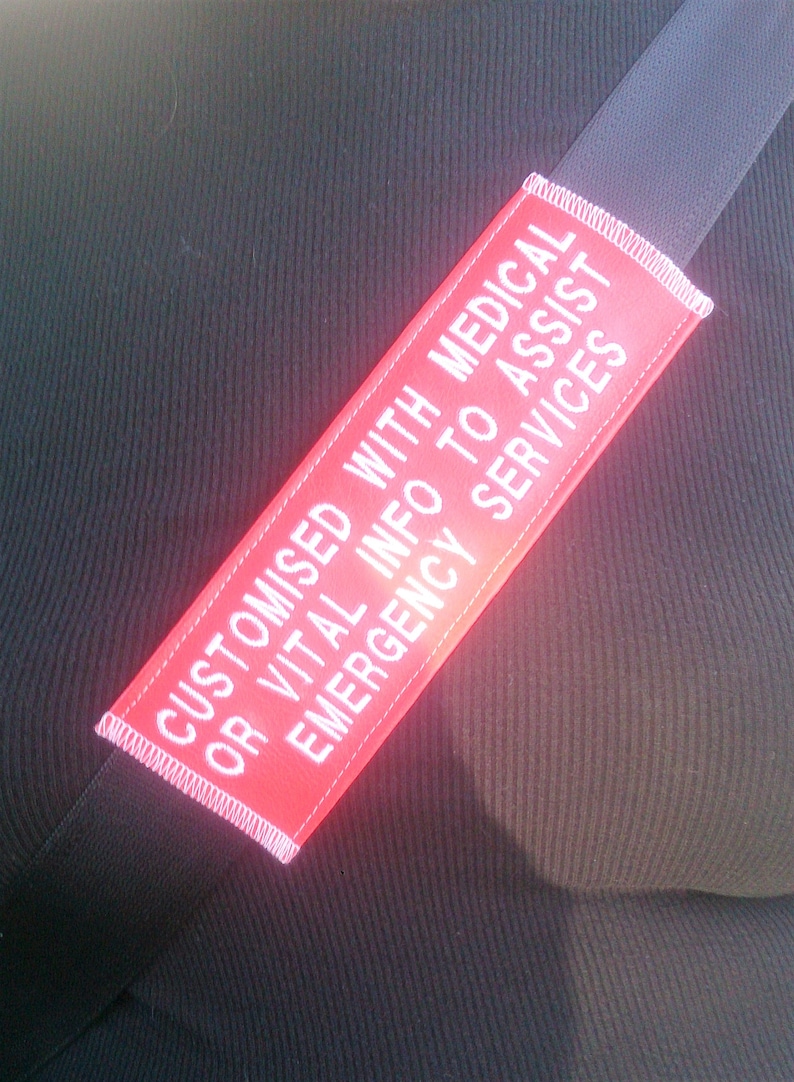 CUSTOMISED WITH MEDICAL
OR VITAL INFO TO ASSIST
EMERGENCY SERVICES